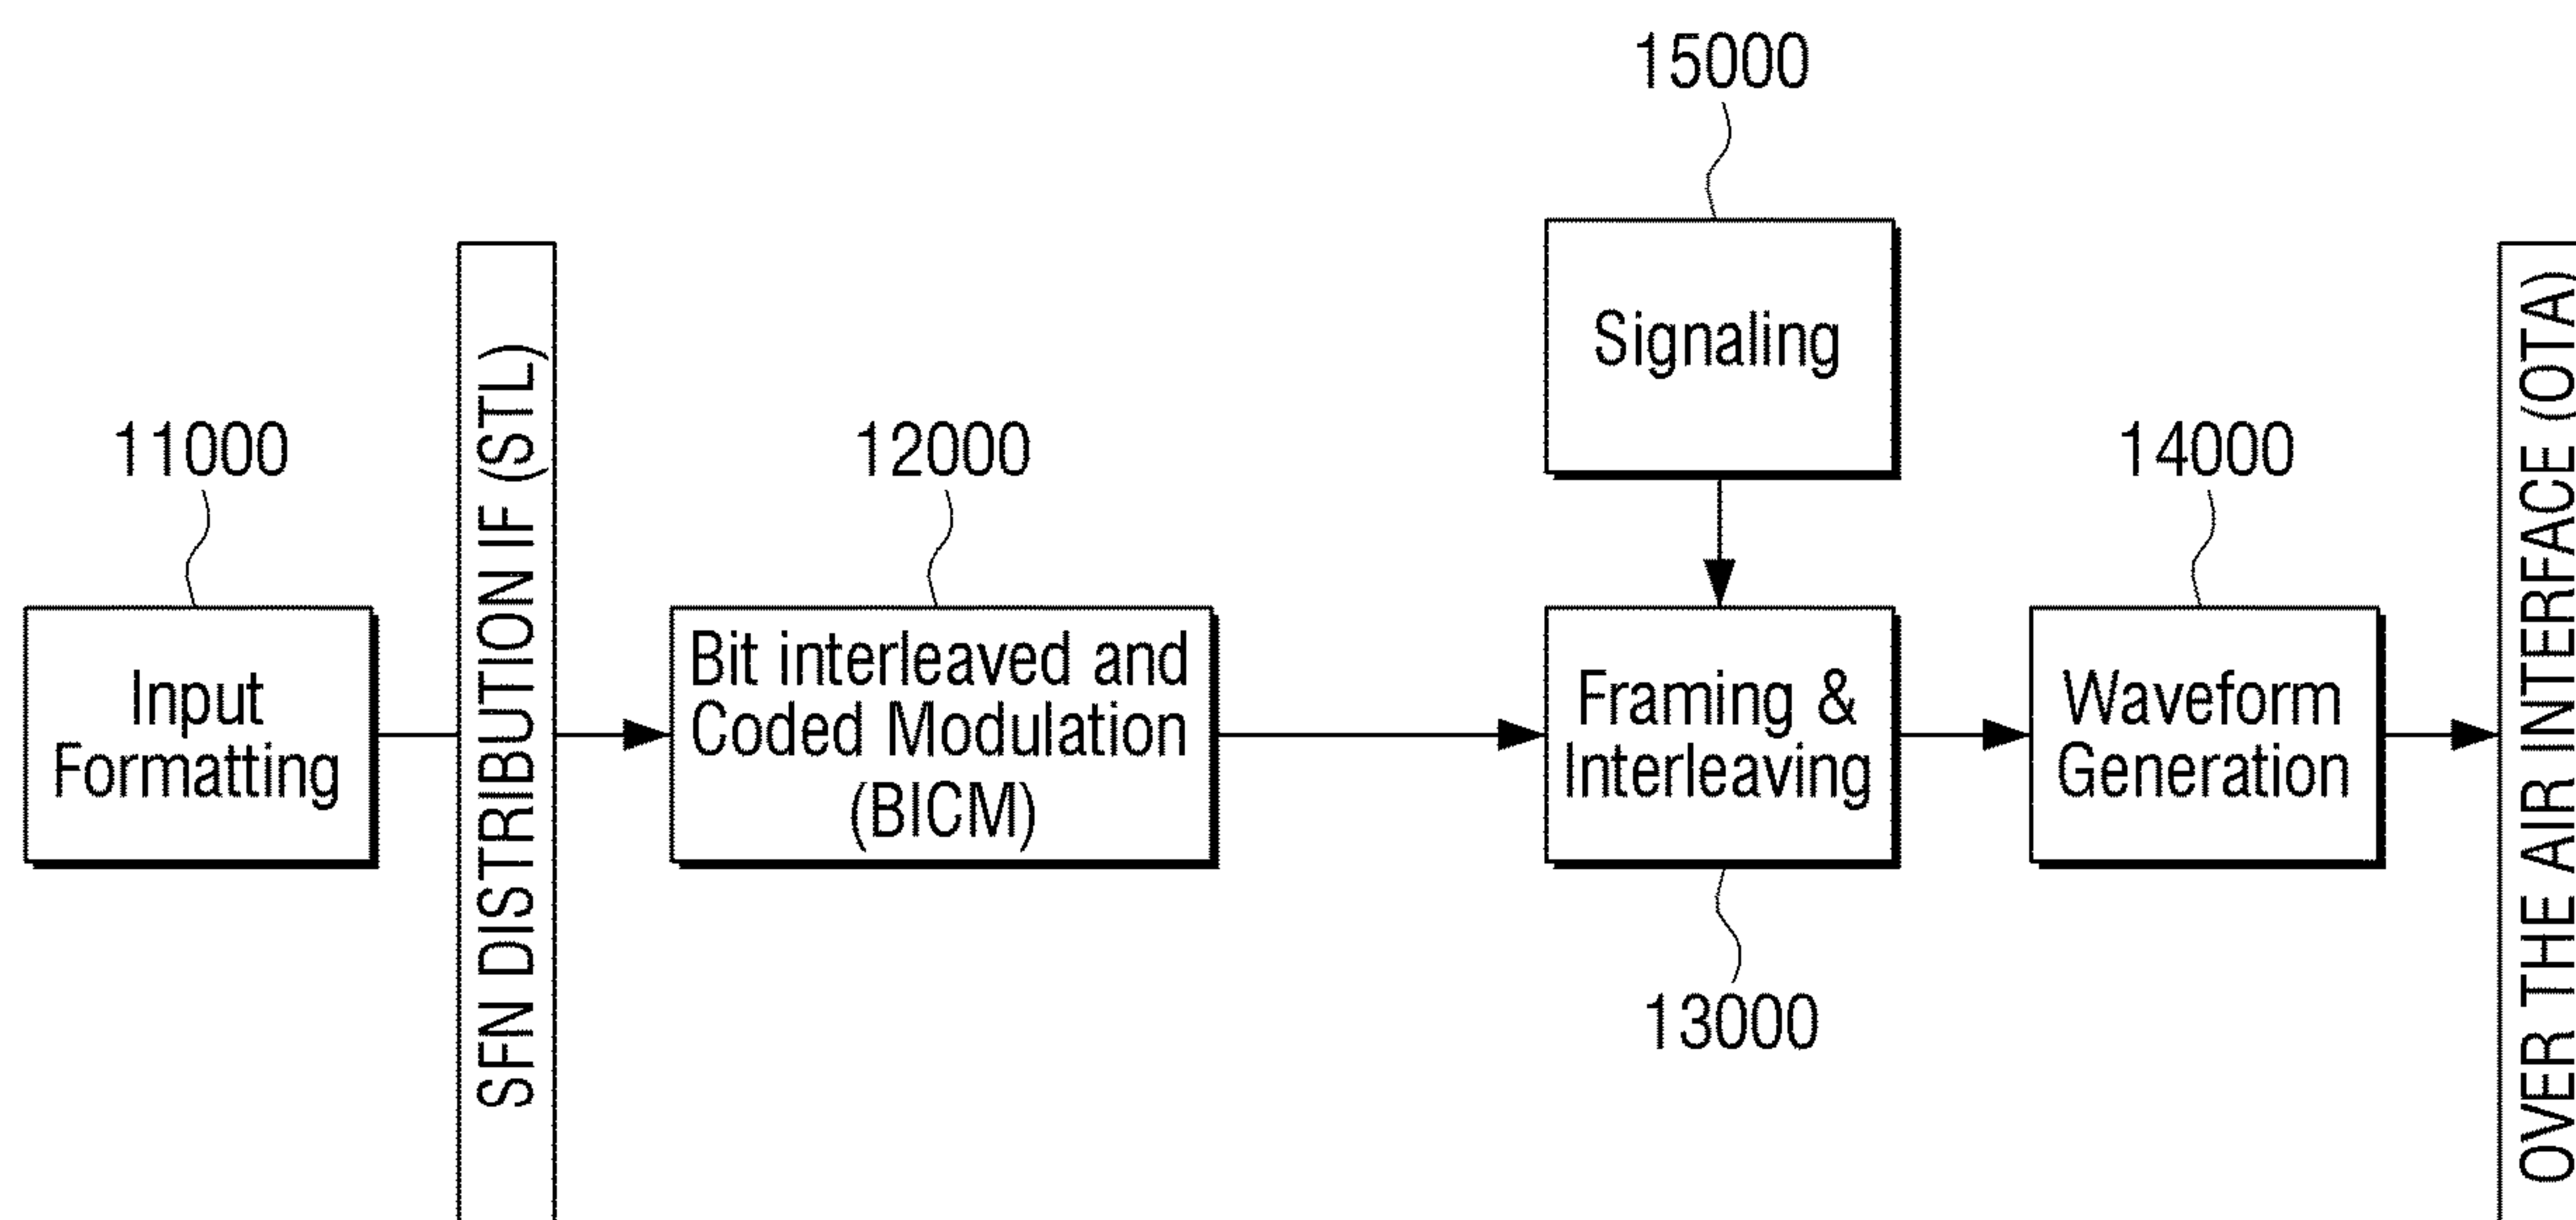 15000
Signaling
11000
Input
Formatting
SFN DISTRIBUTION IF (STL)
12000
Bit interleaved and
Coded Modulation
(BICM)
Framing &
Interleaving
13000
14000
Waveform
Generation
OVER THE AIR INTERFACE (OTA)